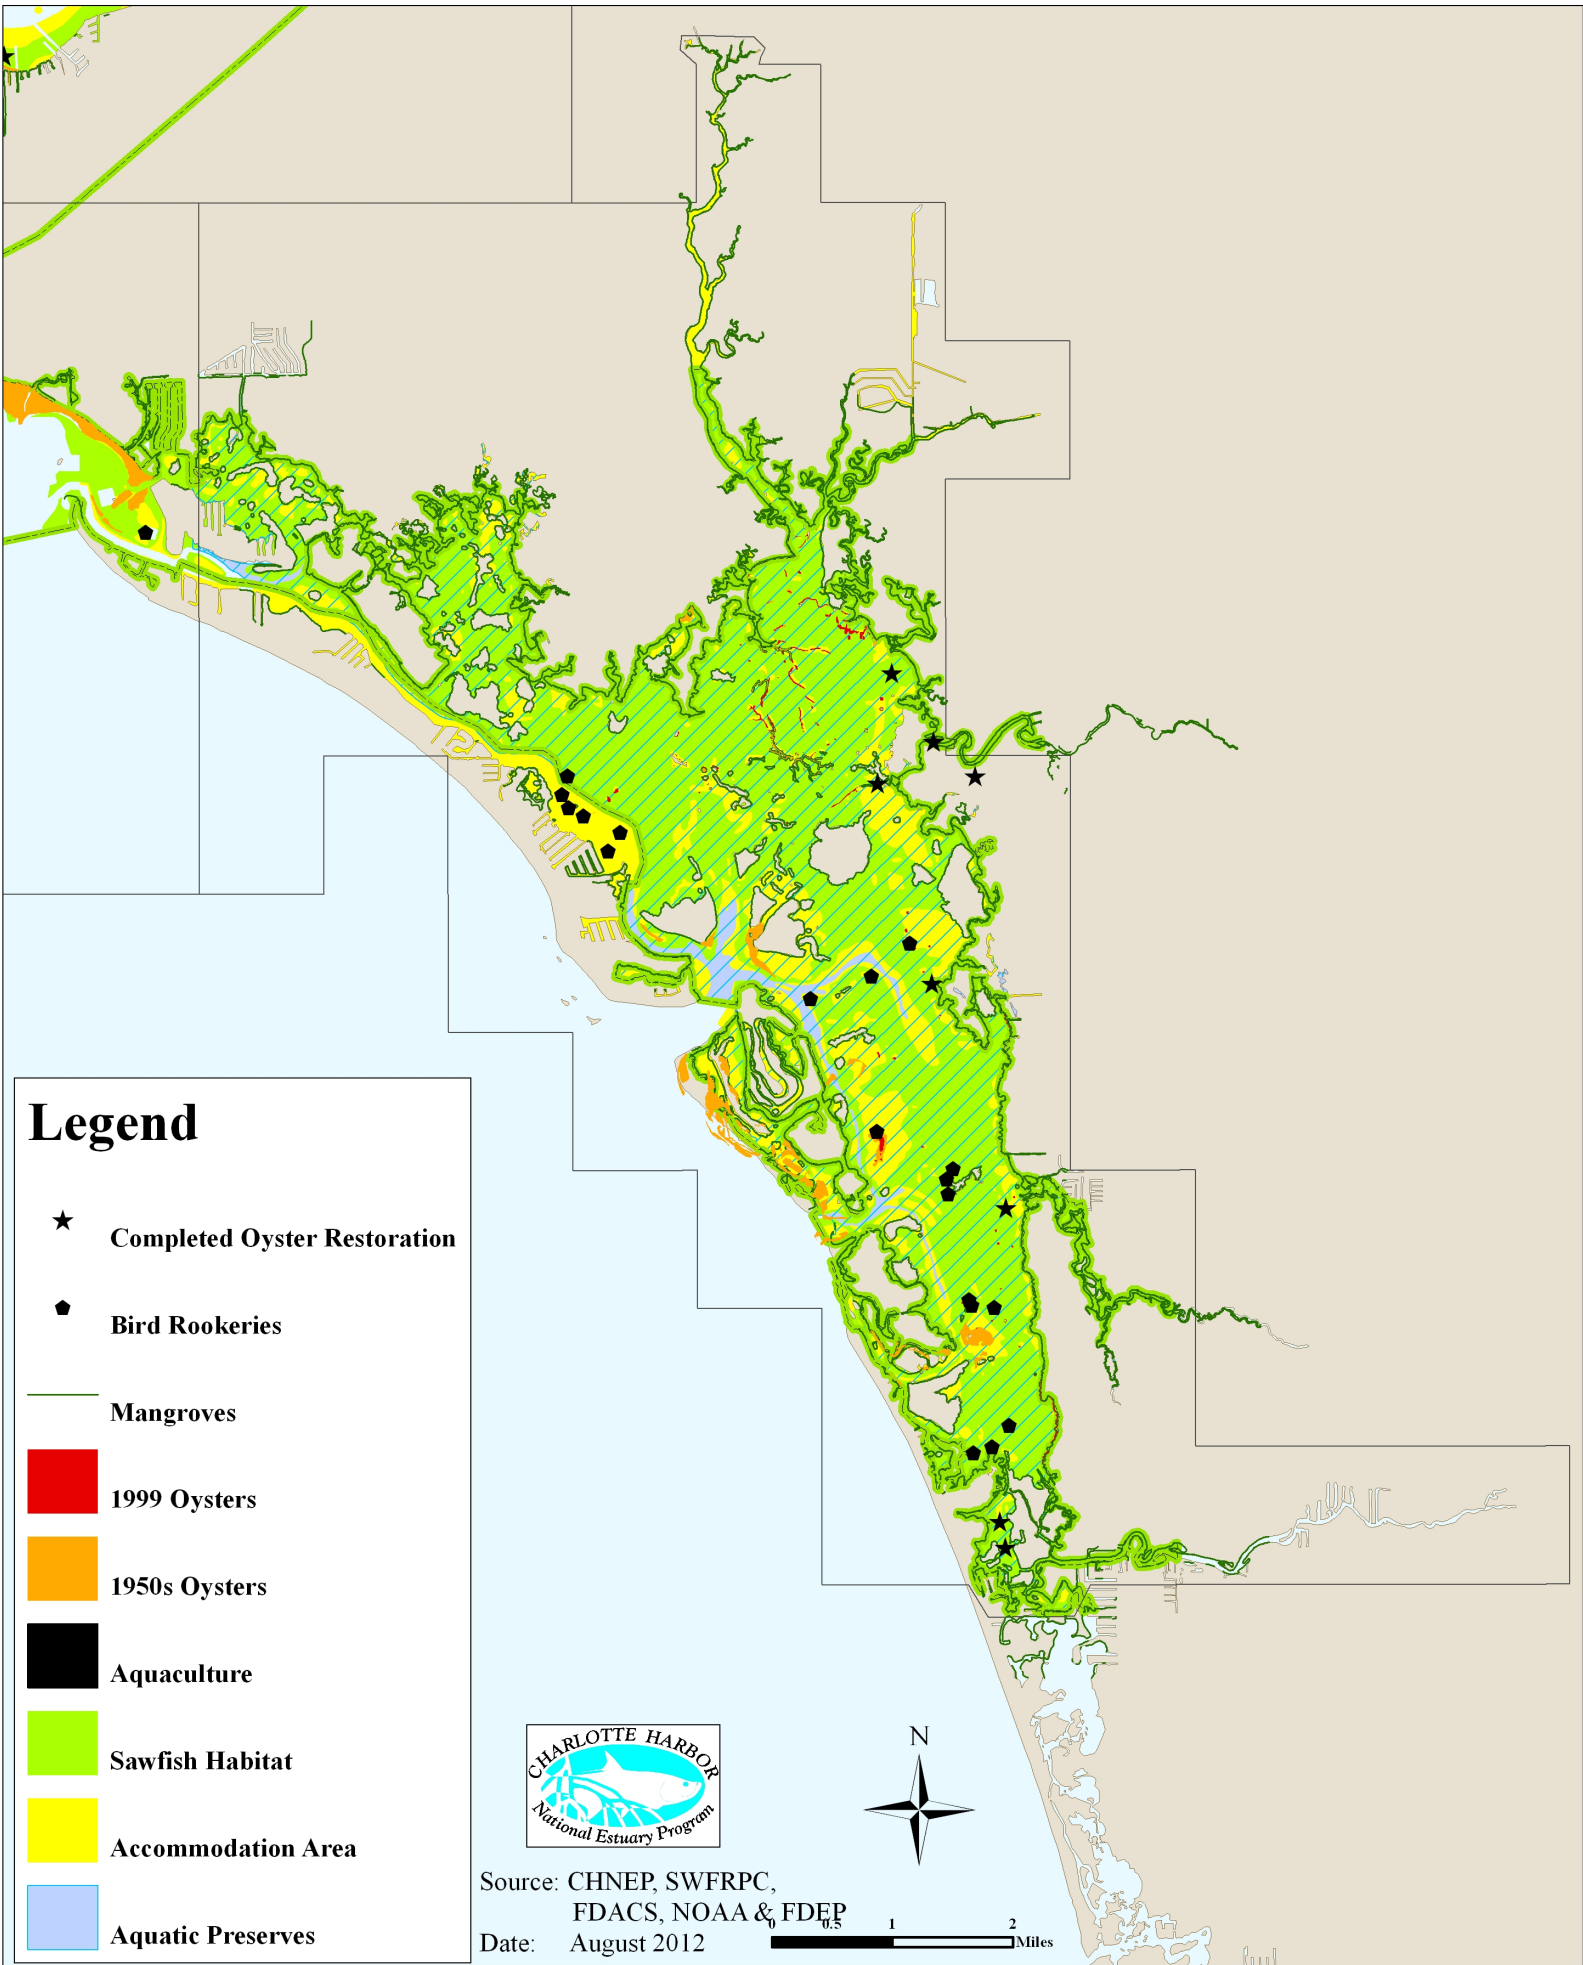 Legend
Completed Oyster Restoration
Bird Rookeries
Mangroves
1999 Oysters
1950s Oysters
Aquaculture
Sawfish Habitat
Accommodation Area
Aquatic Preserves
CHARLOTTE HARBOR
National Estuary Program
N
Source: CHNEP, SWFRPC,
FDACS, NOAA & FDEP
Date: August 2012
0 0.5 1 2
Miles